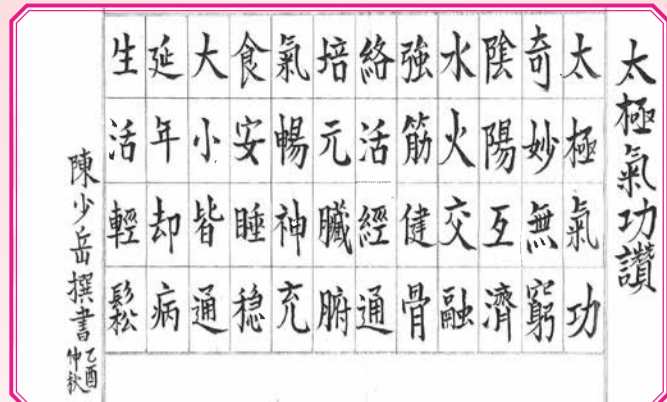 太極氣功讚
太極氣功
奇妙無窮
陰陽互濟
水火交融
強筋健骨
絡活經通
培元臟腑
氣暢神充
食安睡穩
大小皆通
延年却病
生活輕鬆
陳少岳撰書
乙酉
仲秋